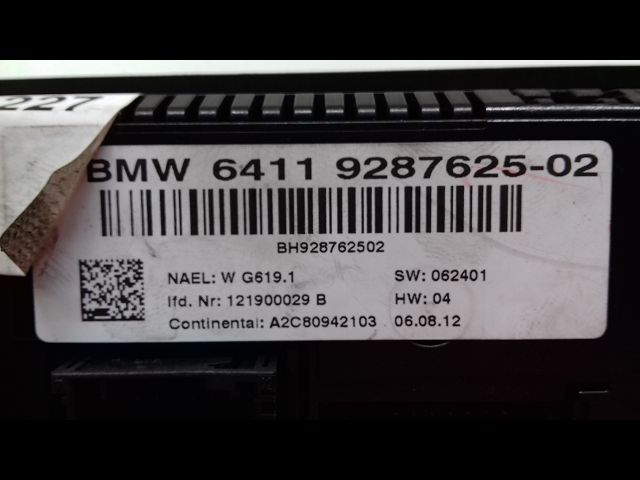 227
BMW 6411 9287625-02
BH928762502
NAEL: W G619.1 SW: 062401
lfd. Nr: 121900029 B HW: 04
Continental: A2C80942103 06.08.12